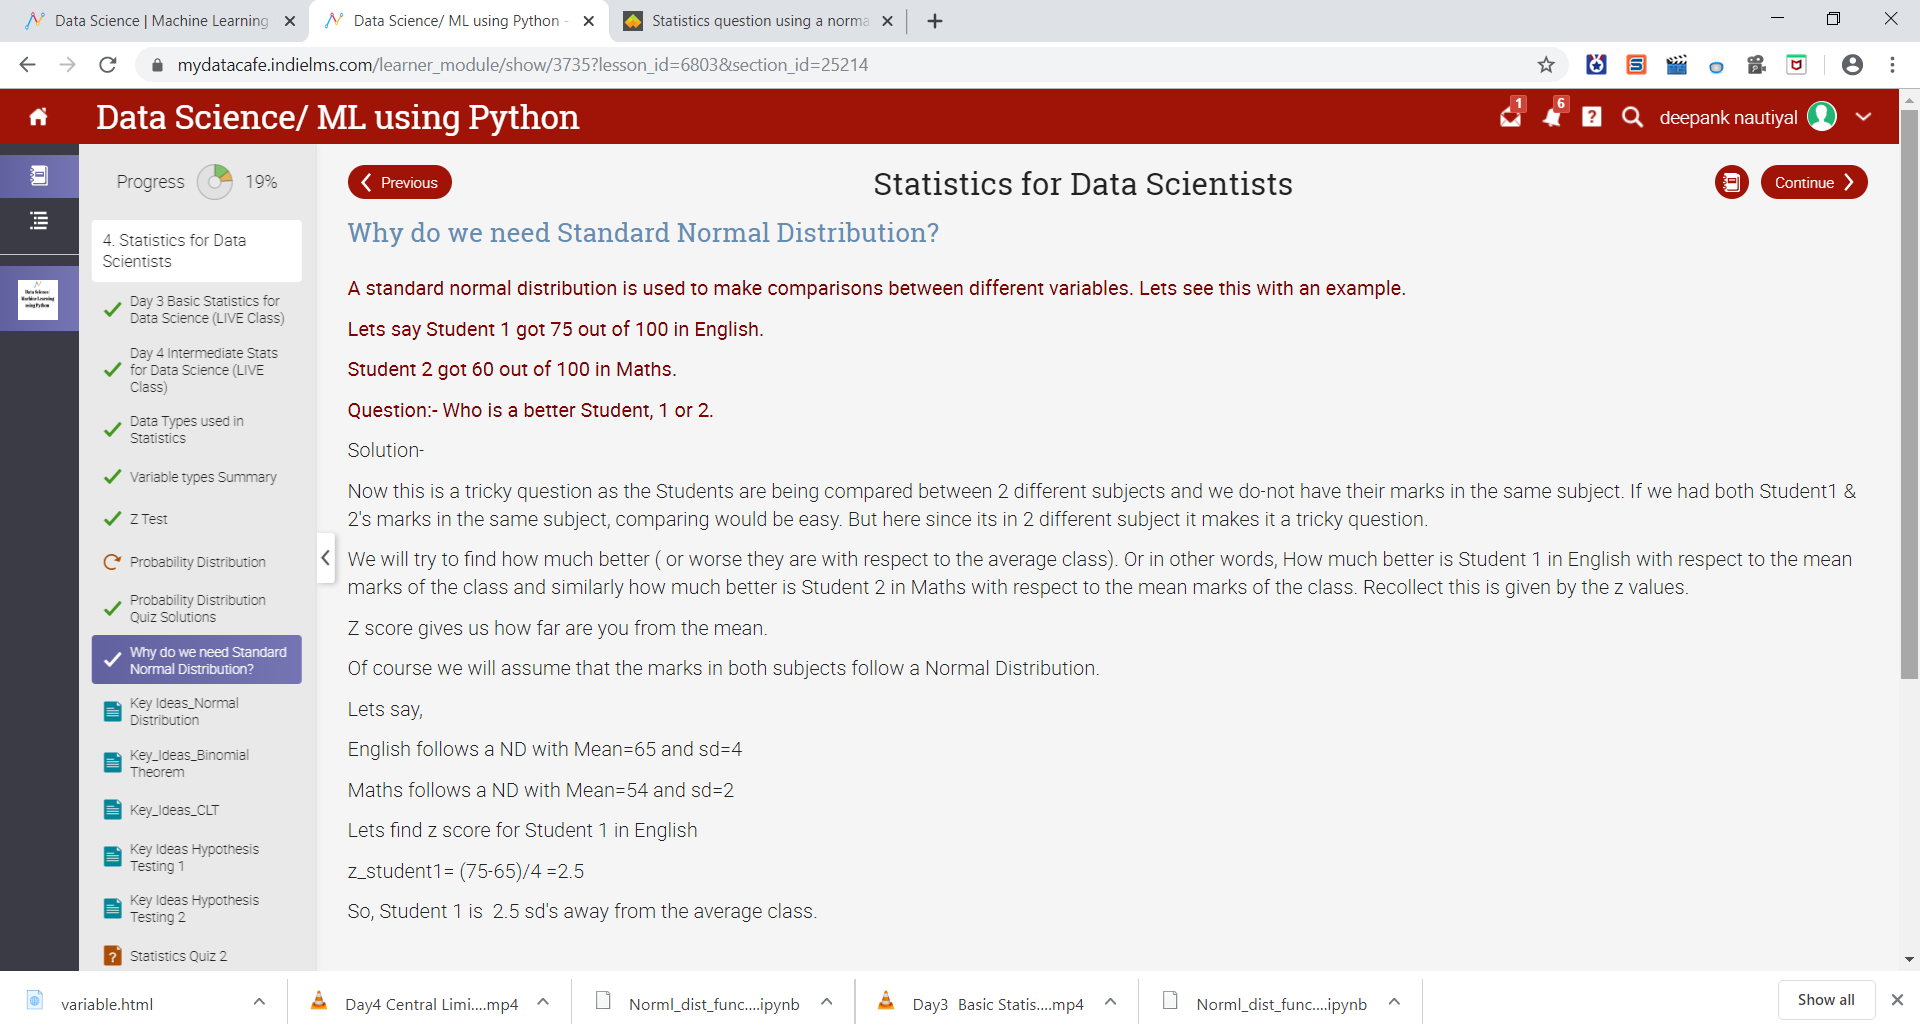 Data Science | Machine Learning
Data Science/ ML using Python -
Statistics question using a norma
mydatacafe.indielms.com/learner_module/show/3735?lesson_id=6803&section_id=25214
Data Science/ ML using Python
1
6
deepank nautiyal
Progress
19%
4. Statistics for Data
Scientists
Day 3 Basic Statistics for
Data Science (LIVE Class)
Day 4 Intermediate Stats
for Data Science (LIVE
Class)
Data Types used in
Statistics
Variable types Summary
Z Test
Probability Distribution
Probability Distribution
Quiz Solutions
Why do we need Standard
Normal Distribution?
Key Ideas_Normal
Distribution
Key_Ideas_Binomial
Theorem
Key_Ideas_CLT
Key Ideas Hypothesis
Testing 1
Key Ideas Hypothesis
Testing 2
Statistics Quiz 2
Previous
Statistics for Data Scientists
Continue
Why do we need Standard Normal Distribution?
A standard normal distribution is used to make comparisons between different variables. Lets see this with an example.
Lets say Student 1 got 75 out of 100 in English.
Student 2 got 60 out of 100 in Maths.
Question:- Who is a better Student, 1 or 2.
Solution-
Now this is a tricky question as the Students are being compared between 2 different subjects and we do-not have their marks in the same subject. If we had both Student1 &
2's marks in the same subject, comparing would be easy. But here since its in 2 different subject it makes it a tricky question.
We will try to find how much better ( or worse they are with respect to the average class). Or in other words, How much better is Student 1 in English with respect to the mean
marks of the class and similarly how much better is Student 2 in Maths with respect to the mean marks of the class. Recollect this is given by the z values.
Z score gives us how far are you from the mean.
Of course we will assume that the marks in both subjects follow a Normal Distribution.
Lets say,
English follows a ND with Mean=65 and sd=4
Maths follows a ND with Mean=54 and sd=2
Lets find z score for Student 1 in English
z_student1= (75-65)/4 =2.5
So, Student 1 is  2.5 sd's away from the average class.
variable.html
Day4 Central Limi....mp4
Norml_dist_func....ipynb
Day3  Basic Statis....mp4
Norml_dist_func....ipynb
Show all